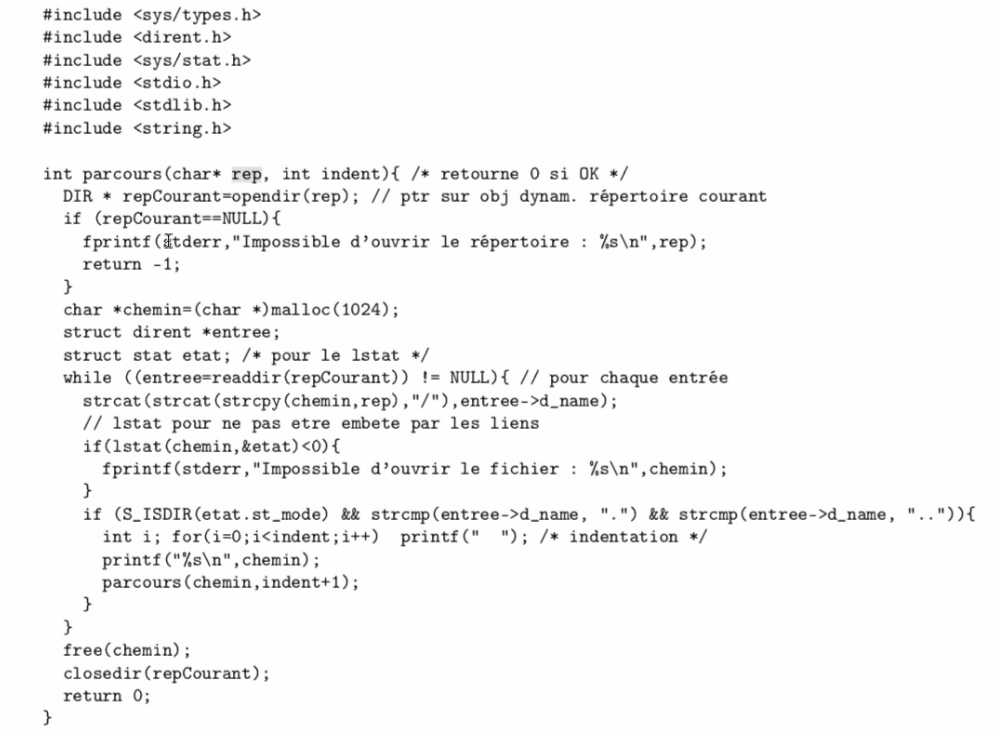 #include <sys/types.h>
#include <dirent.h>
#include <sys/stat.h>
#include <stdio.h>
#include <stdlib.h>
#include <string.h>

int parcours(char* rep, int indent){ /* retourne 0 si OK */
  DIR * repCourant=opendir(rep); // ptr sur obj dynam. répertoire courant
  if (repCourant==NULL){
    fprintf(stderr,"Impossible d'ouvrir le répertoire : %s\n",rep);
    return -1;
  }
  char *chemin=(char *)malloc(1024);
  struct dirent *entree;
  struct stat etat; /* pour le lstat */
  while ((entree=readdir(repCourant)) != NULL){ // pour chaque entrée
    strcat(strcat(strcpy(chemin,rep),"/"),entree->d_name);
    // lstat pour ne pas etre embete par les liens
    if(lstat(chemin,&etat)<0){
      fprintf(stderr,"Impossible d'ouvrir le fichier : %s\n",chemin);
    }
    if (S_ISDIR(etat.st_mode) && strcmp(entree->d_name, ".") && strcmp(entree->d_name, "..")){
      int i; for(i=0;i<indent;i++)  printf("  "); /* indentation */
      printf("%s\n",chemin);
      parcours(chemin,indent+1);
    }
  }
  free(chemin);
  closedir(repCourant);
  return 0;
}